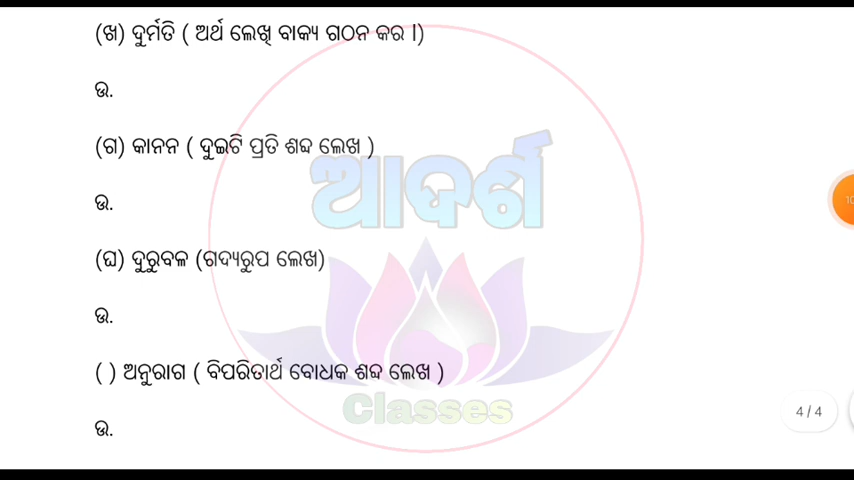 (ଖ) ଦୁର୍ମତି ( ଅର୍ଥ ଲେଖି ବାକ୍ୟ ଗଠନ କର ।)
ଉ.
(ଗ) କାନନ ( ଦୁଇଟି ପ୍ରତି ଶବ୍ଦ ଲେଖ )
ଆଦର୍ଶ
ଉ.
10
(ଘ) ଦୁରୁବଳ (ଗଦ୍ୟରୁପ ଲେଖ)
ଉ.
( ) ଅନୁରାଗ ( ବିପରିତାର୍ଥ ବୋଧକ ଶବ୍ଦ ଲେଖ )
Classes
4 / 4
ଉ.